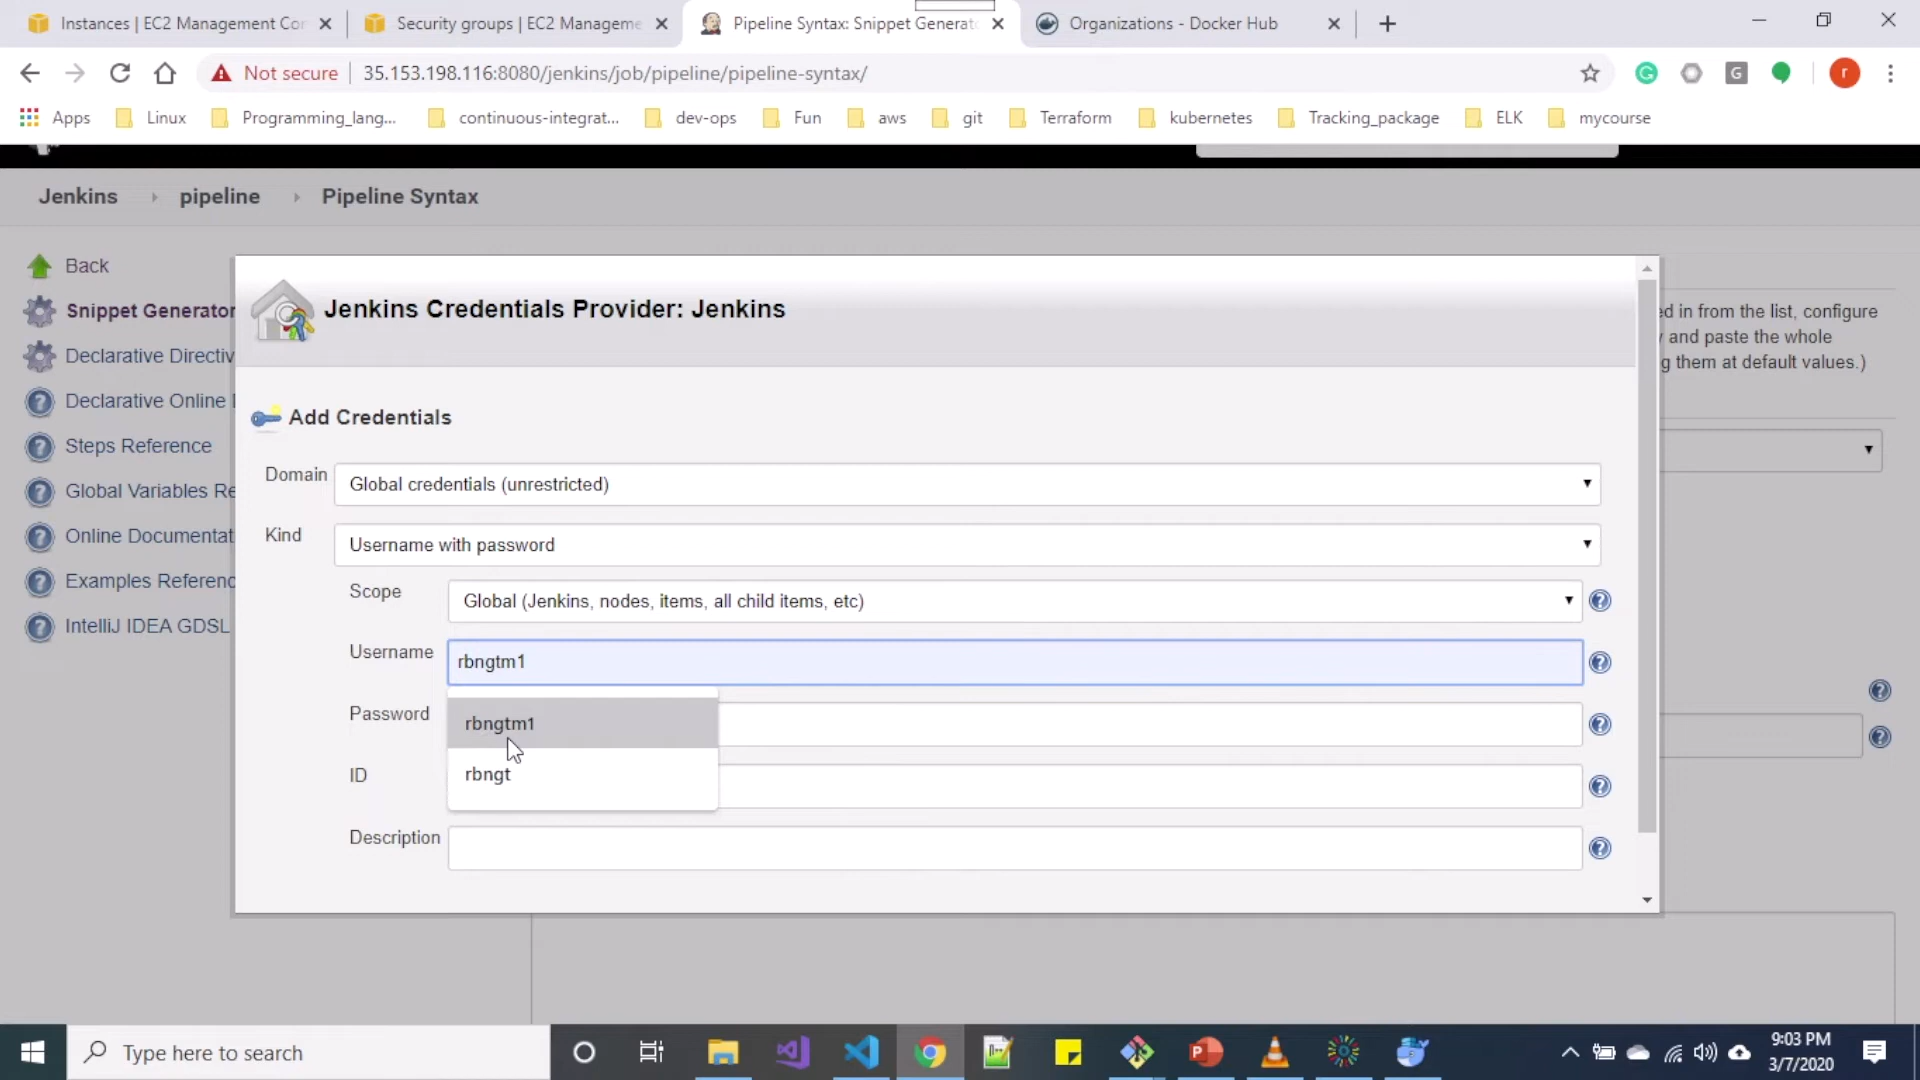 Instances | EC2 Management Con
Security groups | EC2 Manageme
Pipeline Syntax: Snippet Generato
Organizations - Docker Hub
Not secure
35.153.198.116:8080/jenkins/job/pipeline/pipeline-syntax/
G
r
Apps
Linux
Programming_lang...
continuous-integrat...
dev-ops
Fun
aws
git
Terraform
kubernetes
Tracking_package
ELK
mycourse
Jenkins
pipeline
Pipeline Syntax
Back
Snippet Generator
Declarative Directiv
Declarative Online
Steps Reference
Global Variables Re
Online Documentat
Examples Referenc
IntelliJ IDEA GDSL
ed in from the list, configure
and paste the whole
g them at default values.)
Jenkins Credentials Provider: Jenkins
Add Credentials
Domain
Global credentials (unrestricted)
Kind
Username with password
Scope
Global (Jenkins, nodes, items, all child items, etc)
Username
rbngtm1
Password
rbngtm1
ID
rbngt
Description
Type here to search
9:03 PM
3/7/2020